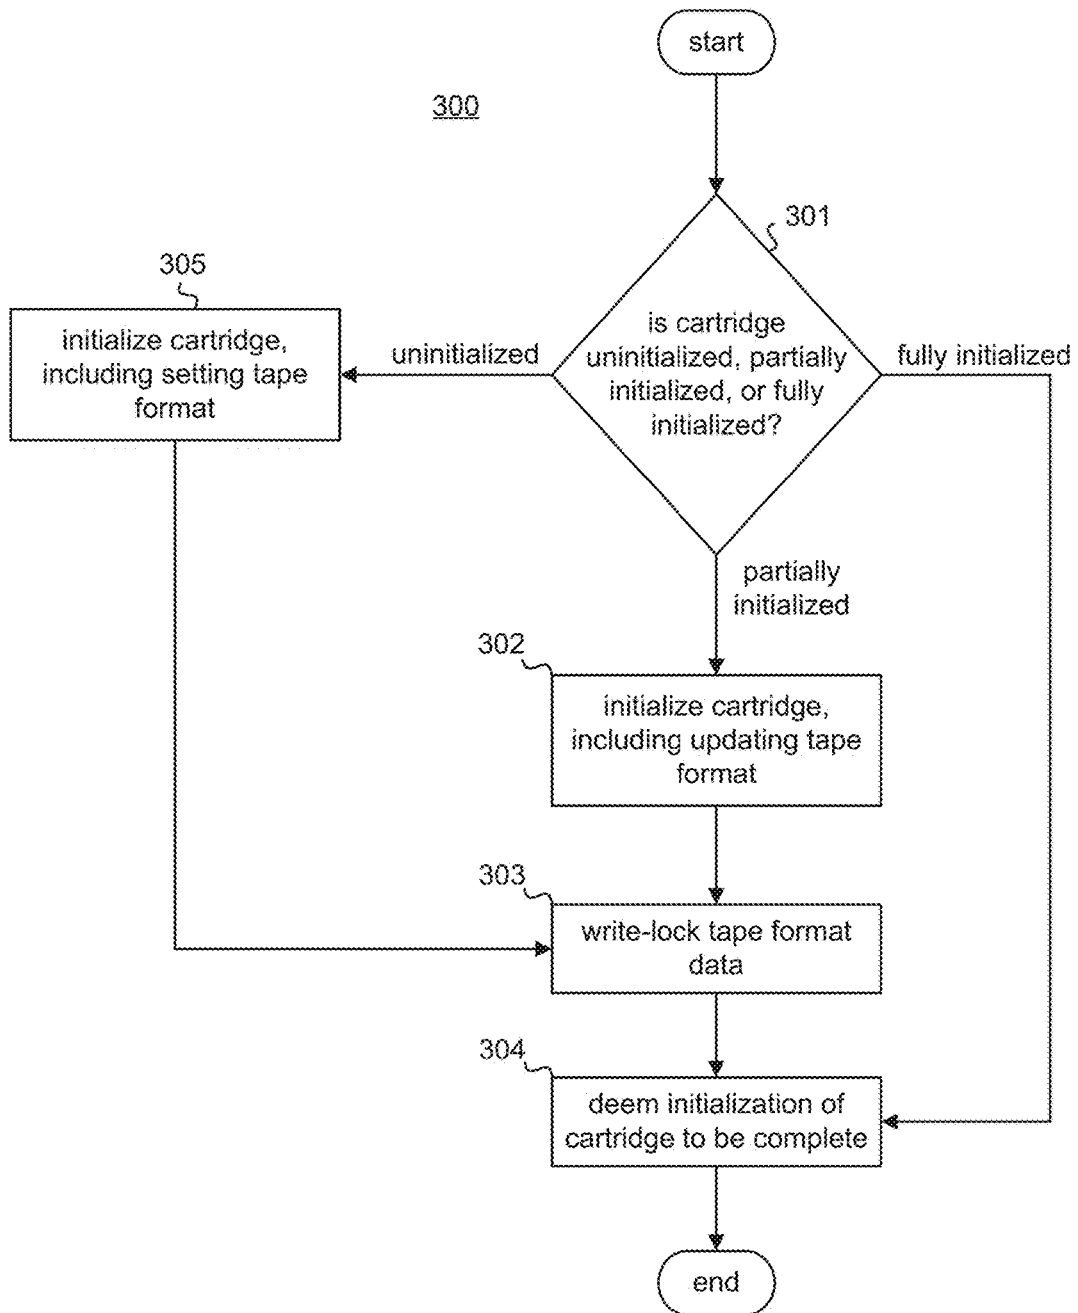 start
300
301
305
is cartridge
uninitialized, partially
initialized, or fully
initialized?
initialize cartridge,
including setting tape
format
uninitialized
fully initialized
partially
initialized
302
initialize cartridge,
including updating tape
format
303
write-lock tape format
data
304
deem initialization of
cartridge to be complete
end